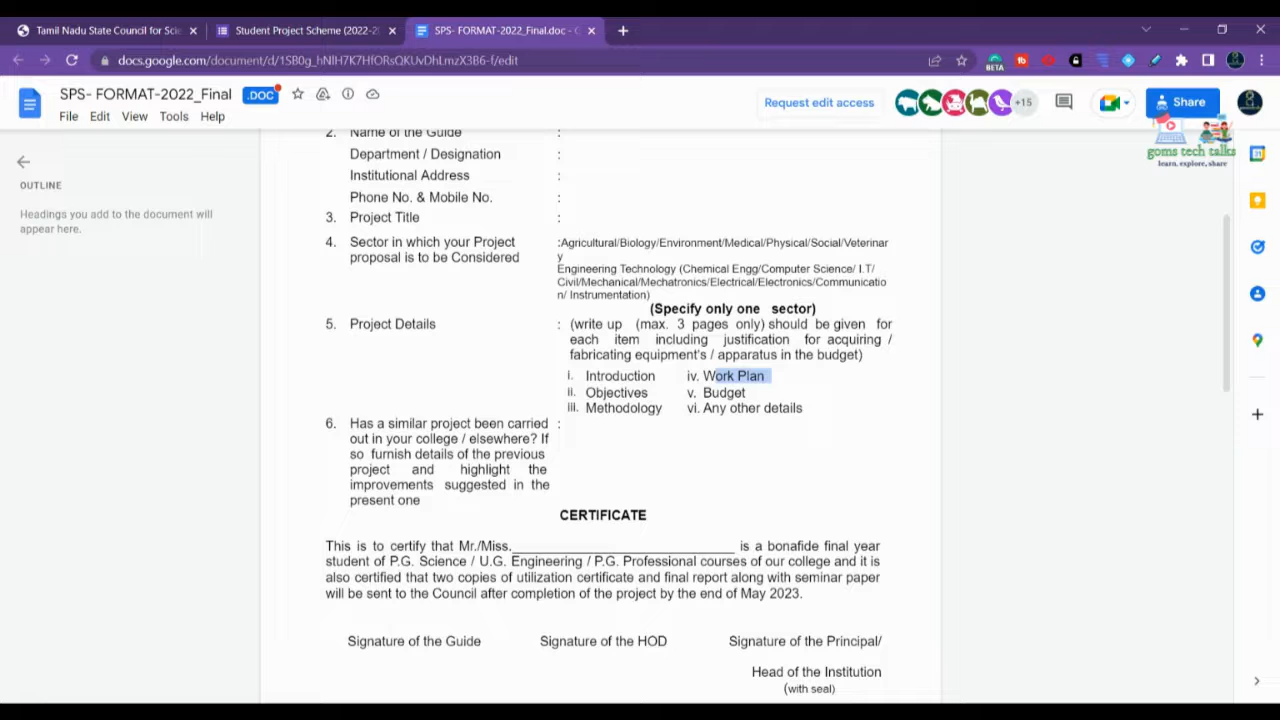 Tamil Nadu State Council for Scie
Student Project Scheme (2022-2
SPS- FORMAT-2022_Final.doc - G
docs.google.com/document/d/1SB0g_hNlH7K7HfORsQKUvDhLmzX3B6-f/edit
BETA
SPS- FORMAT-2022_Final
.DOC
Request edit access
+15
Share
File Edit View Tools Help
goms tech talks
learn, explore, share
OUTLINE
Headings you add to the document will
appear here.
2. Name of the Guide :
Department / Designation :
Institutional Address :
Phone No. & Mobile No. :
3. Project Title :
4. Sector in which your Project
proposal is to be Considered
:Agricultural/Biology/Environment/Medical/Physical/Social/Veterinar
y
Engineering Technology (Chemical Engg/Computer Science/ I.T/
Civil/Mechanical/Mechatronics/Electrical/Electronics/Communicatio
n/ Instrumentation)
(Specify only one sector)
5. Project Details
: (write up (max. 3 pages only) should be given for
each item including justification for acquiring /
fabricating equipment's / apparatus in the budget)
i. Introduction iv. Work Plan
ii. Objectives v. Budget
iii. Methodology vi. Any other details
6. Has a similar project been carried :
out in your college / elsewhere? If
so furnish details of the previous
project and highlight the
improvements suggested in the
present one
CERTIFICATE
This is to certify that Mr./Miss.____________________________ is a bonafide final year
student of P.G. Science / U.G. Engineering / P.G. Professional courses of our college and it is
also certified that two copies of utilization certificate and final report along with seminar paper
will be sent to the Council after completion of the project by the end of May 2023.
Signature of the Guide Signature of the HOD Signature of the Principal/
Head of the Institution
(with seal)